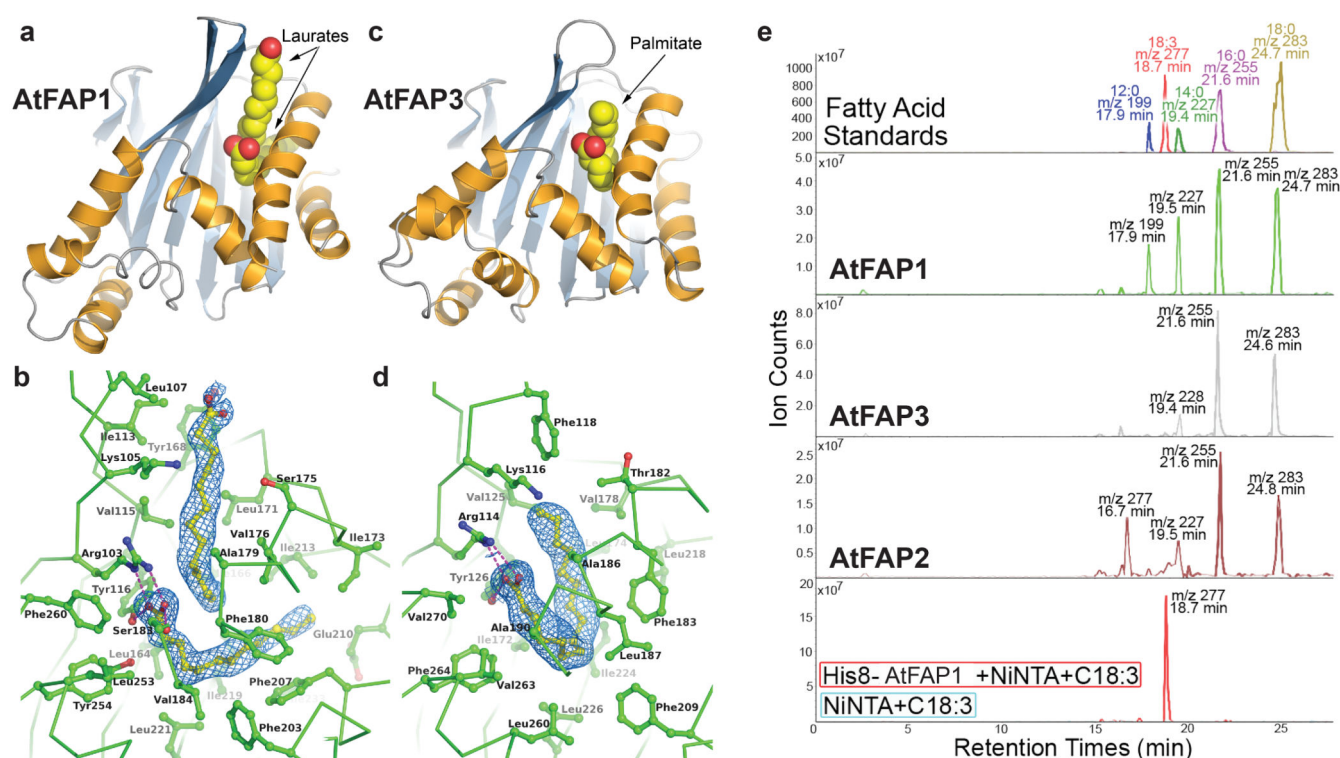 a
Laurates
AtFAP1
c
Palmitate
AtFAP3
b
Leu107
Ile113
Tyr168
Lys105
Ser175
Val115
Leu171
Val176
Ile173
Arg103
Ala179
Ile213
Tyr116
Phe260
Ser183
Phe180
Glu210
Leu164
Leu253
Ile219
Phe207
Tyr254
Val184
Leu221
Phe203
d
Phe118
Lys116
Thr182
Val125
Val178
Arg114
Leu218
Ala186
Tyr126
Val270
Phe183
Ala190
Ile172
Leu187
Phe264
Val263
Ile224
Leu226
Phe209
Leu260
e
Ion Counts
x10⁷
1000
800
600
400
200
Fatty Acid
Standards
12:0
m/z 199
17.9 min
18:3
m/z 277
18.7 min
14:0
m/z 227
19.4 min
16:0
m/z 255
21.6 min
18:0
m/z 283
24.7 min
5.0
x10⁷
4.0
3.0
2.0
1.0
AtFAP1
m/z 199
17.9 min
m/z 227
19.5 min
m/z 255
21.6 min
m/z 283
24.7 min
x10⁷
8.0
6.0
4.0
2.0
AtFAP3
m/z 228
19.4 min
m/z 255
21.6 min
m/z 283
24.6 min
x10⁷
2.5
2.0
1.5
1.0
0.5
AtFAP2
m/z 277
16.7 min
m/z 227
19.5 min
m/z 255
21.6 min
m/z 283
24.8 min
20
x10⁷
15
10
5
m/z 277
18.7 min
His8- AtFAP1 +NiNTA+C18:3
NiNTA+C18:3
5
10
15
20
25
Retention Times (min)